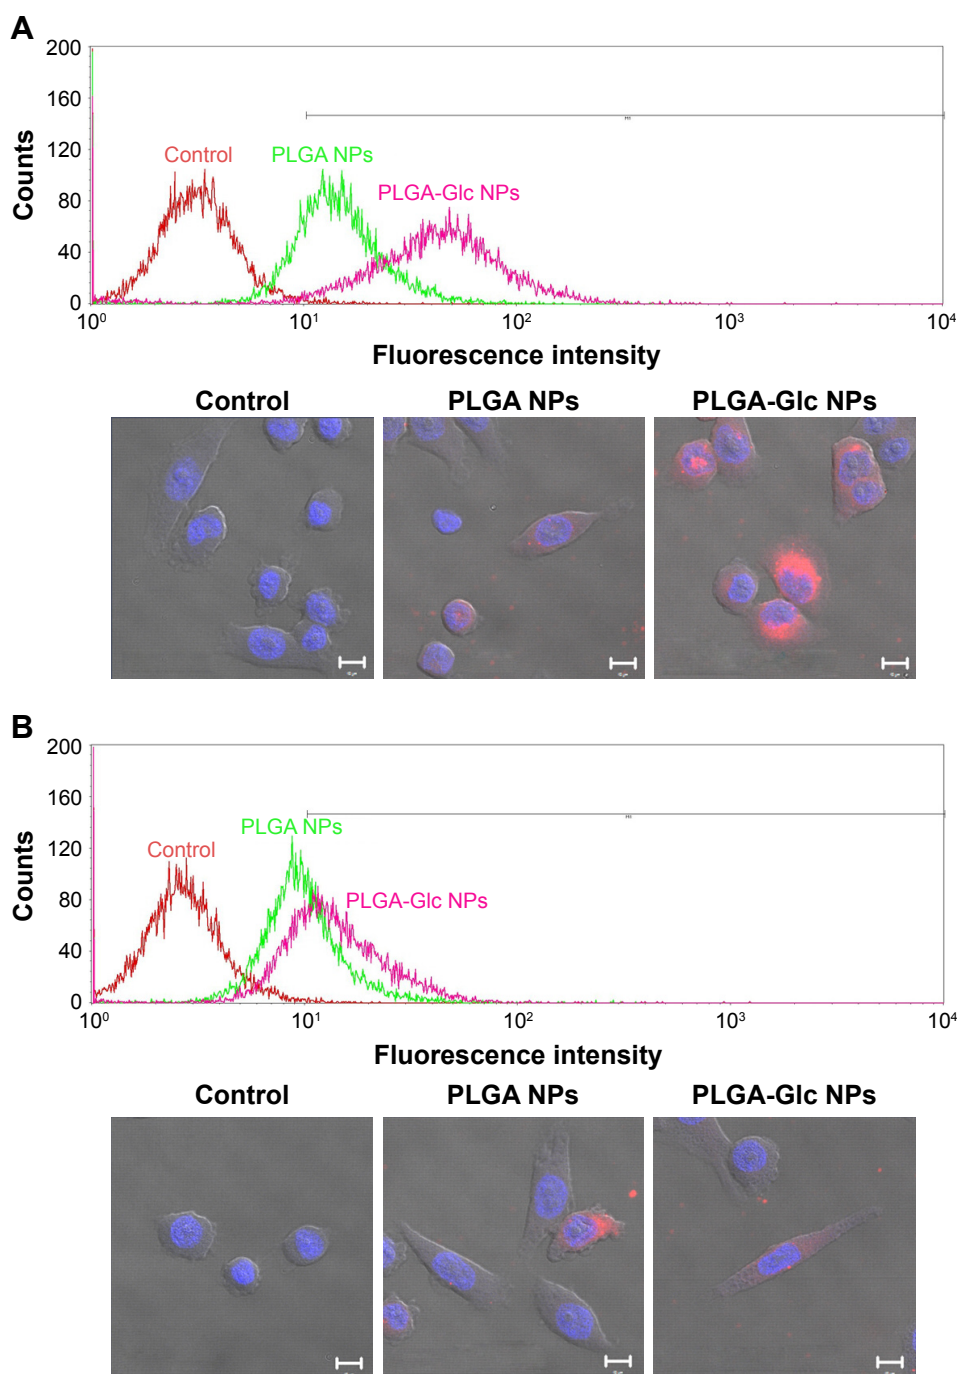 A
200
160
120
80
40
0
Counts
Control
PLGA NPs
PLGA-Glc NPs
10⁰ 10¹ 10² 10³ 10⁴
Fluorescence intensity
Control PLGA NPs PLGA-Glc NPs
B
200
160
120
80
40
0
Counts
PLGA NPs
Control
PLGA-Glc NPs
10⁰ 10¹ 10² 10³ 10⁴
Fluorescence intensity
Control PLGA NPs PLGA-Glc NPs